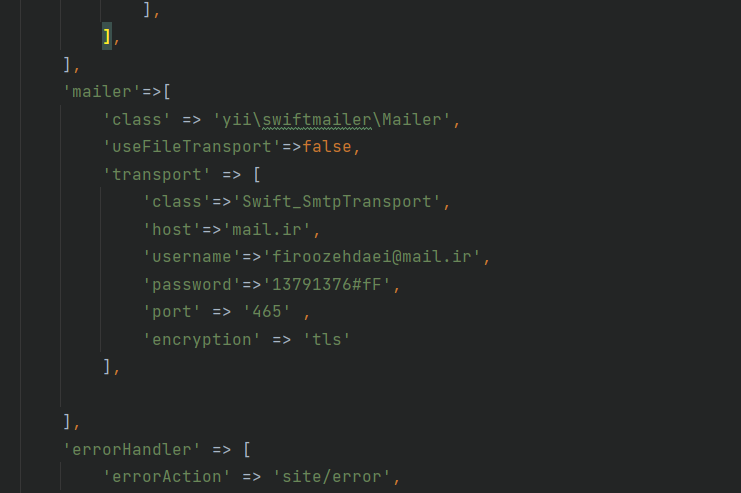 ],
],
],
'mailer'=>[
'class' => 'yii\swiftmailer\Mailer',
'useFileTransport'=>false,
'transport' => [
'class'=>'Swift_SmtpTransport',
'host'=>'mail.ir',
'username'=>'firoozehdaei@mail.ir',
'password'=>'13791376#fF',
'port' => '465' ,
'encryption' => 'tls'
],
],
'errorHandler' => [
'errorAction' => 'site/error',